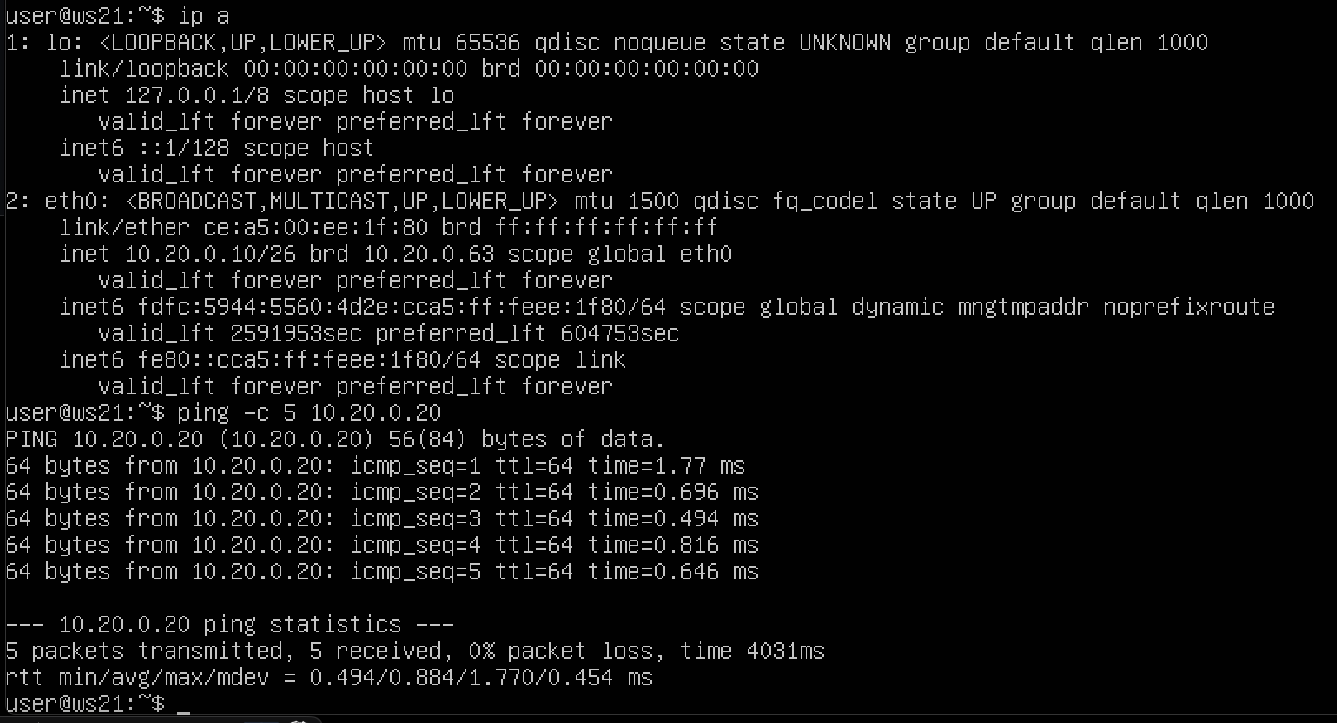 user@ws21:~$ ip a
1: lo: <LOOPBACK,UP,LOWER_UP> mtu 65536 qdisc noqueue state UNKNOWN group default qlen 1000
    link/loopback 00:00:00:00:00:00 brd 00:00:00:00:00:00
    inet 127.0.0.1/8 scope host lo
       valid_lft forever preferred_lft forever
    inet6 ::1/128 scope host
       valid_lft forever preferred_lft forever
2: eth0: <BROADCAST,MULTICAST,UP,LOWER_UP> mtu 1500 qdisc fq_codel state UP group default qlen 1000
    link/ether ce:a5:00:ee:1f:80 brd ff:ff:ff:ff:ff:ff
    inet 10.20.0.10/26 brd 10.20.0.63 scope global eth0
       valid_lft forever preferred_lft forever
    inet6 fdfc:5944:5560:4d2e:cca5:ff:feee:1f80/64 scope global dynamic mngtmpaddr noprefixroute
       valid_lft 2591953sec preferred_lft 604753sec
    inet6 fe80::cca5:ff:feee:1f80/64 scope link
       valid_lft forever preferred_lft forever
user@ws21:~$ ping -c 5 10.20.0.20
PING 10.20.0.20 (10.20.0.20) 56(84) bytes of data.
64 bytes from 10.20.0.20: icmp_seq=1 ttl=64 time=1.77 ms
64 bytes from 10.20.0.20: icmp_seq=2 ttl=64 time=0.696 ms
64 bytes from 10.20.0.20: icmp_seq=3 ttl=64 time=0.494 ms
64 bytes from 10.20.0.20: icmp_seq=4 ttl=64 time=0.816 ms
64 bytes from 10.20.0.20: icmp_seq=5 ttl=64 time=0.646 ms

--- 10.20.0.20 ping statistics ---
5 packets transmitted, 5 received, 0% packet loss, time 4031ms
rtt min/avg/max/mdev = 0.494/0.884/1.770/0.454 ms
user@ws21:~$ _